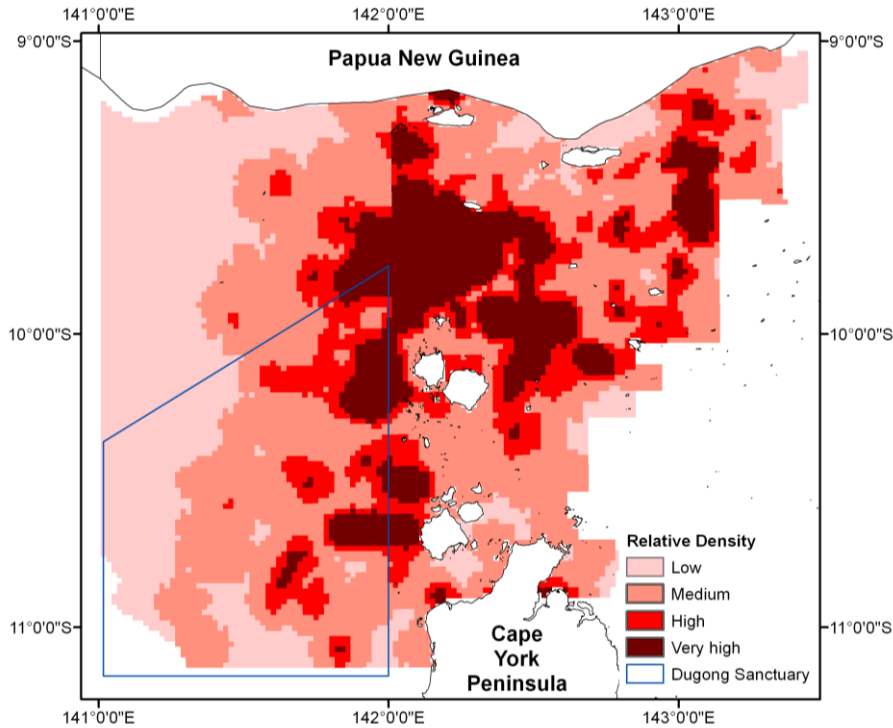 141°0'0"E 142°0'0"E 143°0'0"E
9°0'0"S 9°0'0"S
Papua New Guinea
10°0'0"S 10°0'0"S
Relative Density
Low
Medium
High
Very high
Dugong Sanctuary
11°0'0"S 11°0'0"S
Cape
York
Peninsula
141°0'0"E 142°0'0"E 143°0'0"E